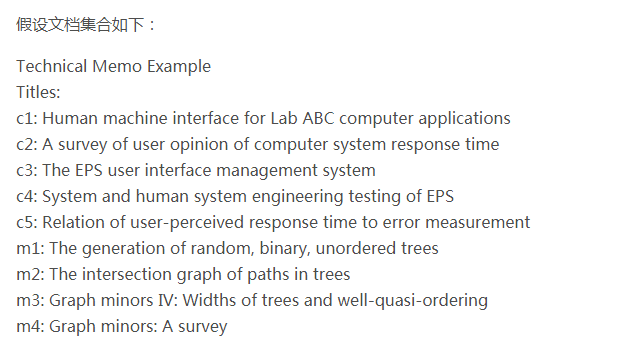 假设文档集合如下：
Technical Memo Example
Titles:
c1: Human machine interface for Lab ABC computer applications
c2: A survey of user opinion of computer system response time
c3: The EPS user interface management system
c4: System and human system engineering testing of EPS
c5: Relation of user-perceived response time to error measurement
m1: The generation of random, binary, unordered trees
m2: The intersection graph of paths in trees
m3: Graph minors IV: Widths of trees and well-quasi-ordering
m4: Graph minors: A survey